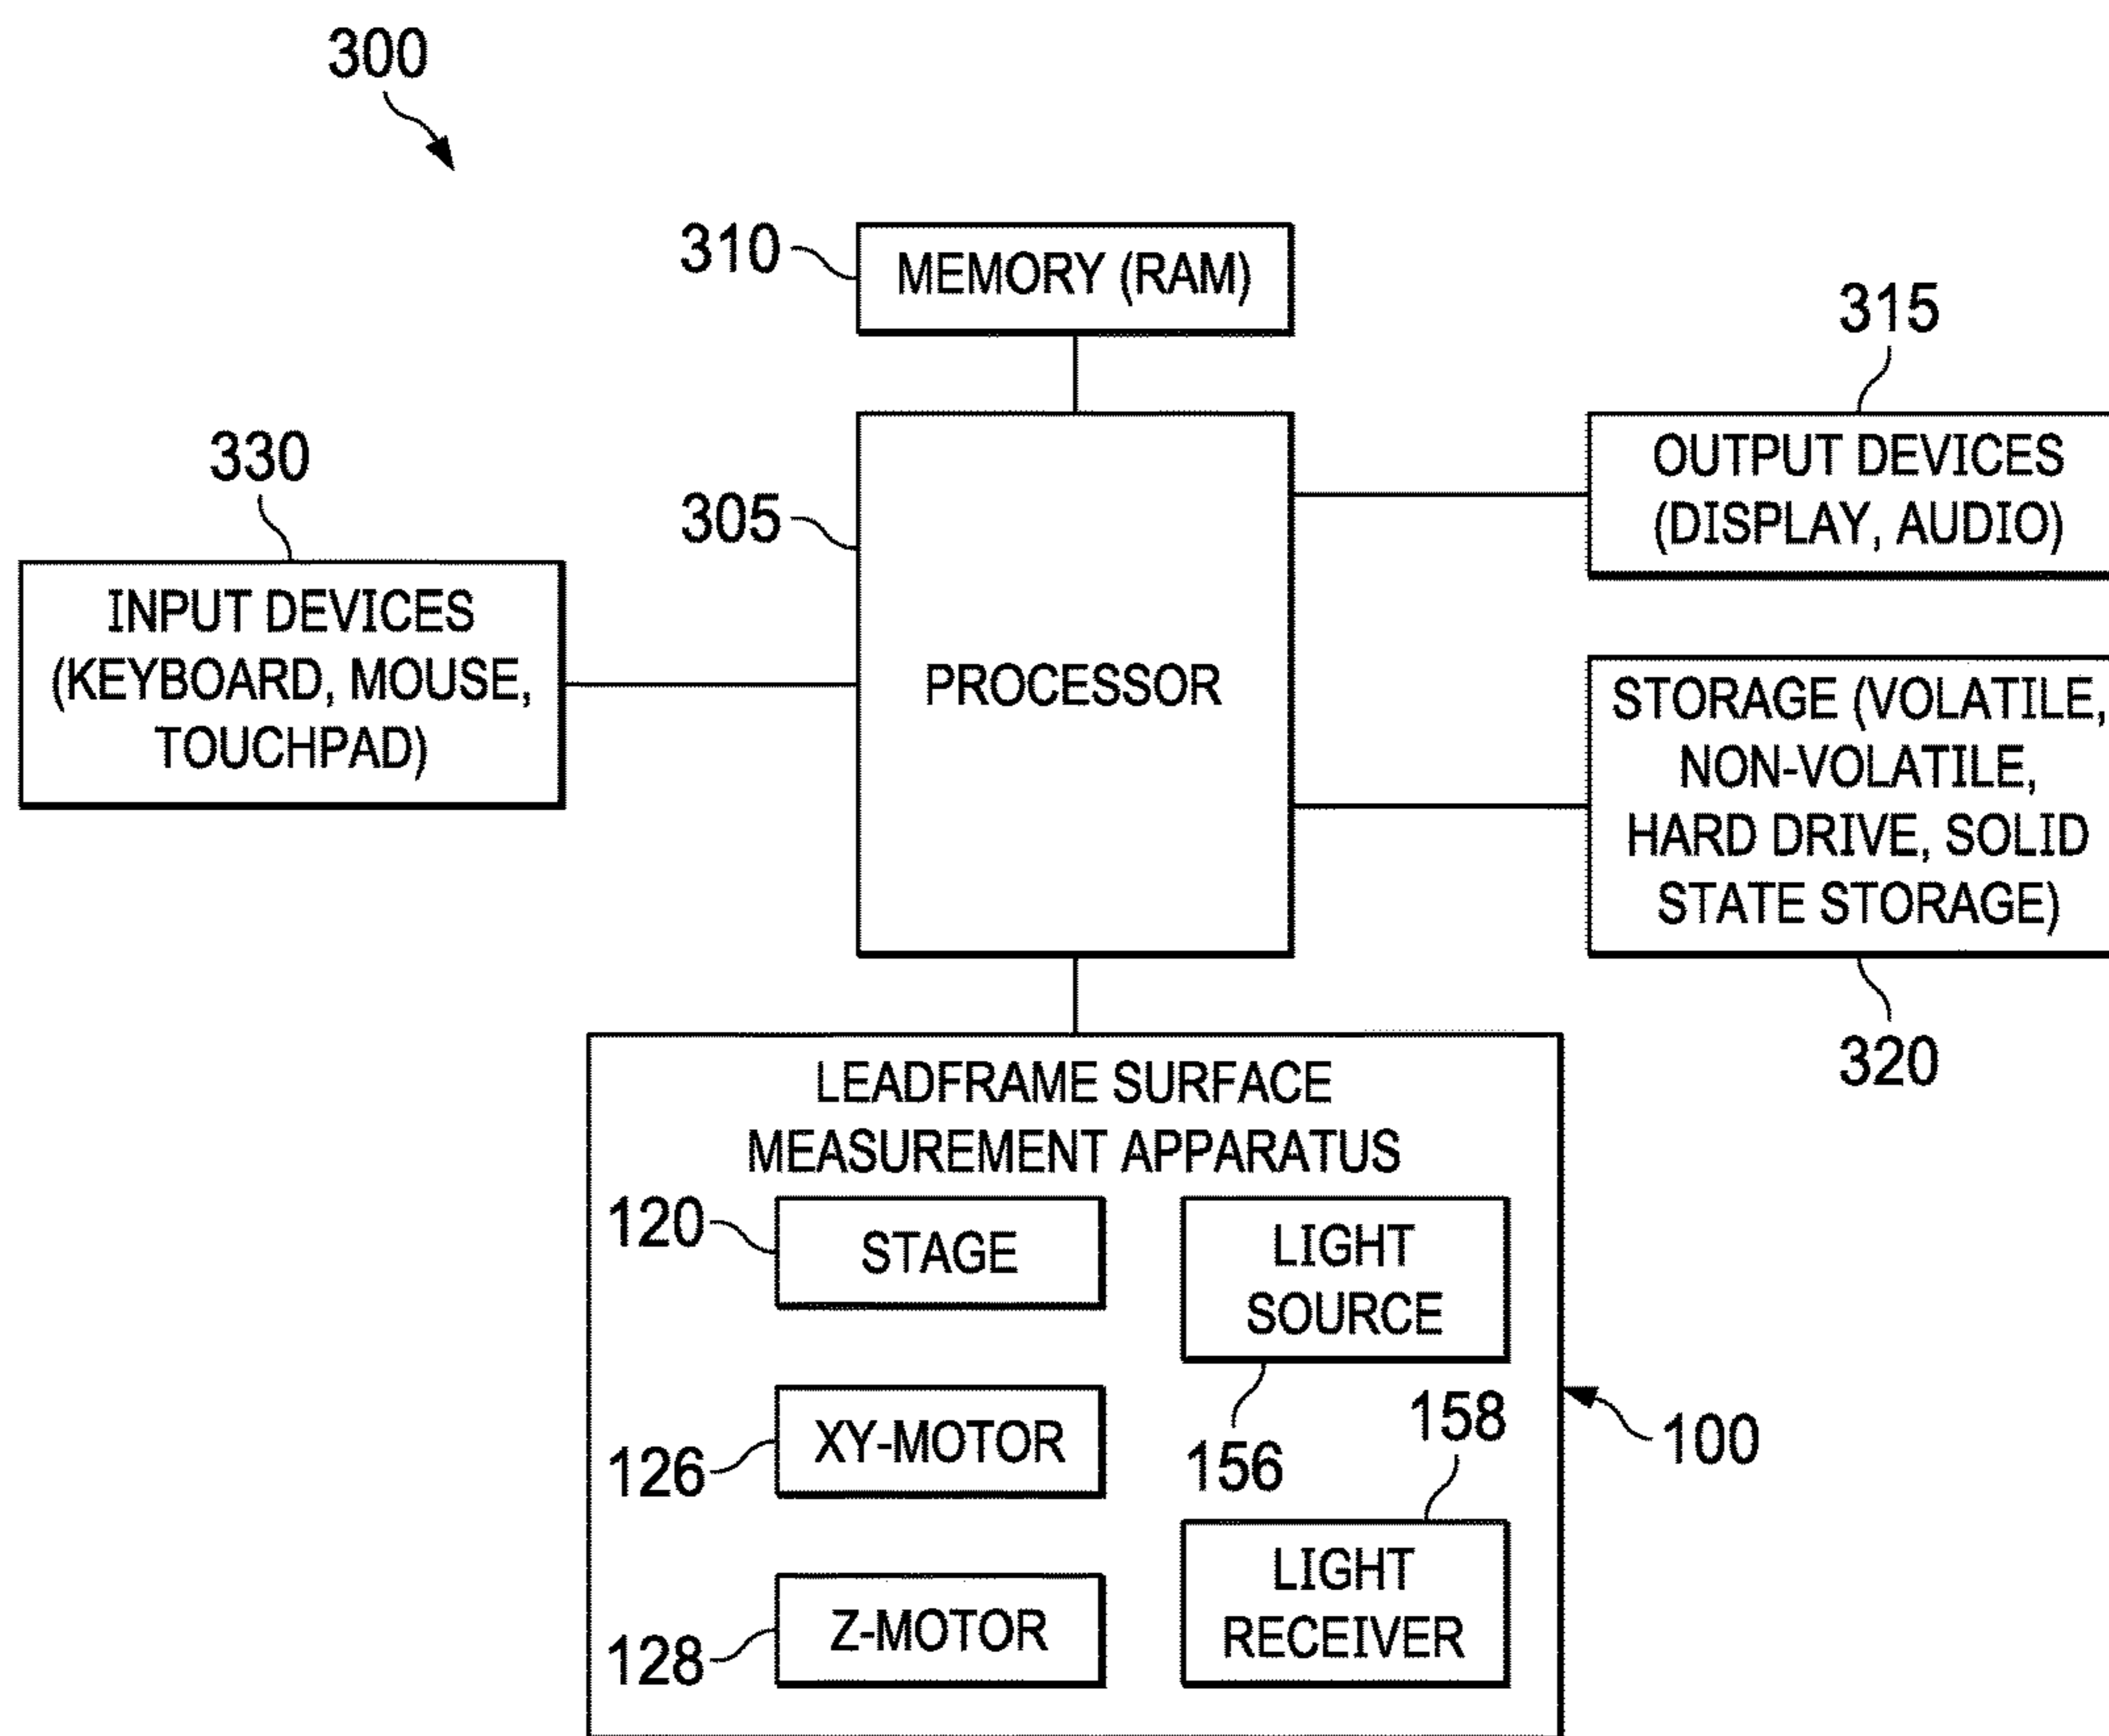 300
310
MEMORY (RAM)
315
OUTPUT DEVICES
(DISPLAY, AUDIO)
330
INPUT DEVICES
(KEYBOARD, MOUSE,
TOUCHPAD)
305
PROCESSOR
STORAGE (VOLATILE,
NON-VOLATILE,
HARD DRIVE, SOLID
STATE STORAGE)
320
LEADFRAME SURFACE
MEASUREMENT APPARATUS
120
STAGE
LIGHT
SOURCE
156
126
XY-MOTOR
158
100
128
Z-MOTOR
LIGHT
RECEIVER